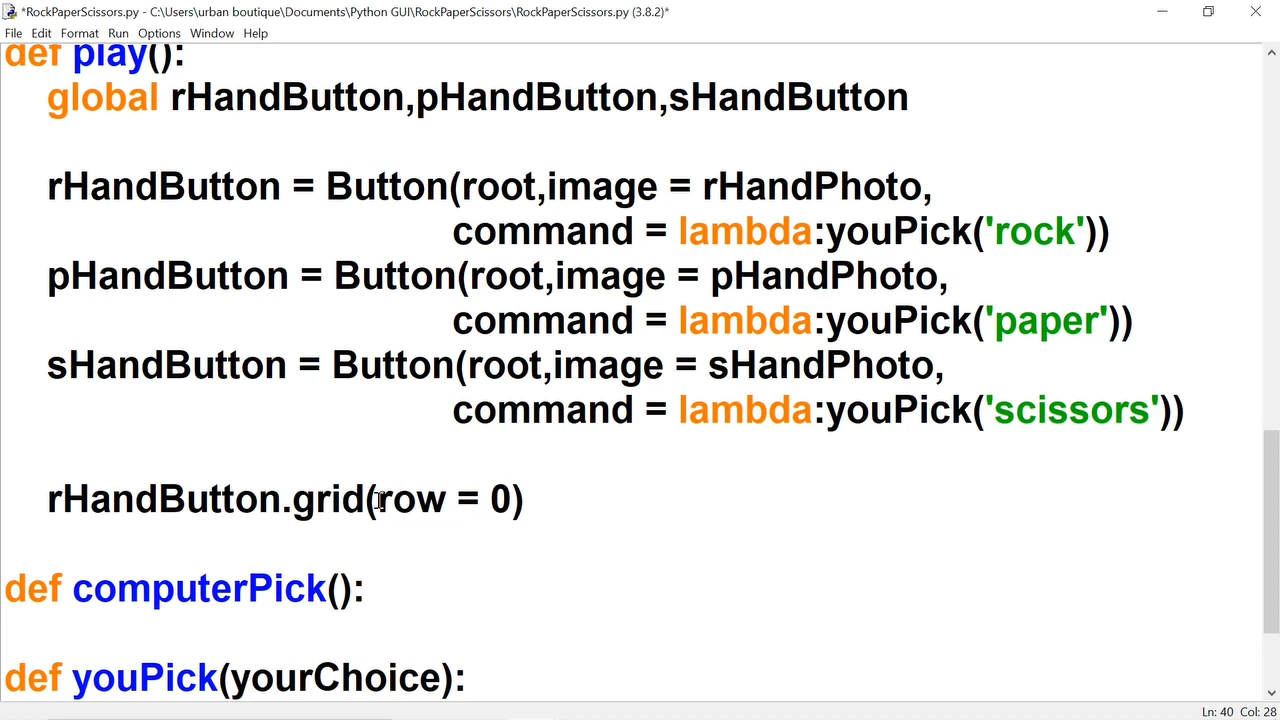 *RockPaperScissors.py - C:\Users\urban boutique\Documents\Python GUI\RockPaperScissors\RockPaperScissors.py (3.8.2)*
File Edit Format Run Options Window Help
def play():
global rHandButton,pHandButton,sHandButton
rHandButton = Button(root,image = rHandPhoto,
command = lambda:youPick('rock'))
pHandButton = Button(root,image = pHandPhoto,
command = lambda:youPick('paper'))
sHandButton = Button(root,image = sHandPhoto,
command = lambda:youPick('scissors'))
rHandButton.grid(row = 0)
def computerPick():
def youPick(yourChoice):
Ln: 40 Col: 28